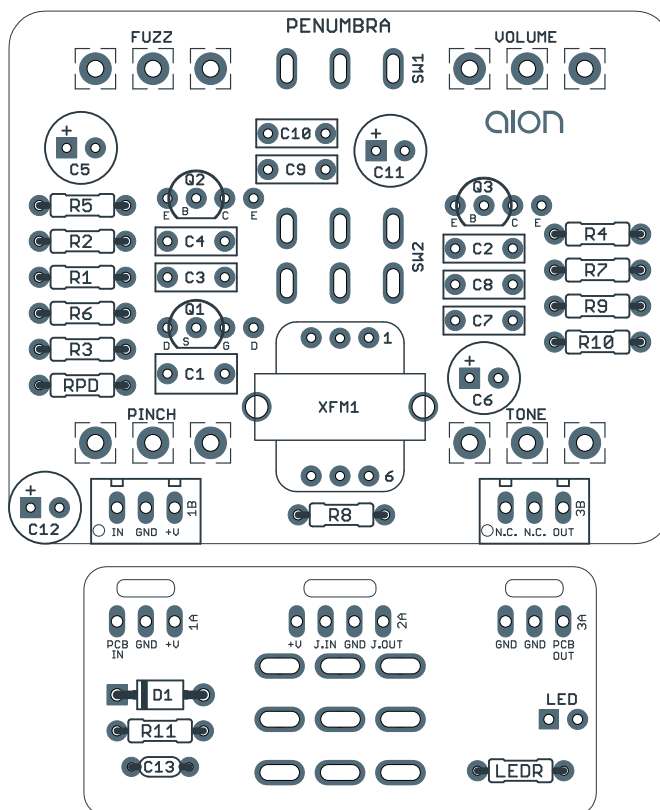 PENUMBRA
FUZZ
VOLUME
SW1
aion
C10
C9
+
C11
+
C5
Q2
E B C E
Q3
E B C E
R5
R2
R1
R6
R3
RPD
C4
C3
Q1
D S G D
C1
SW2
C2
C8
C7
R4
R7
R9
R10
1
XFM1
6
+
C6
PINCH
TONE
+
C12
IN GND +V
1B
R8
N.C. N.C. OUT
3B
1A
PCB GND +V
IN
2A
+V J.IN GND J.OUT
3A
GND GND PCB
OUT
D1
R11
C13
LED
LEDR